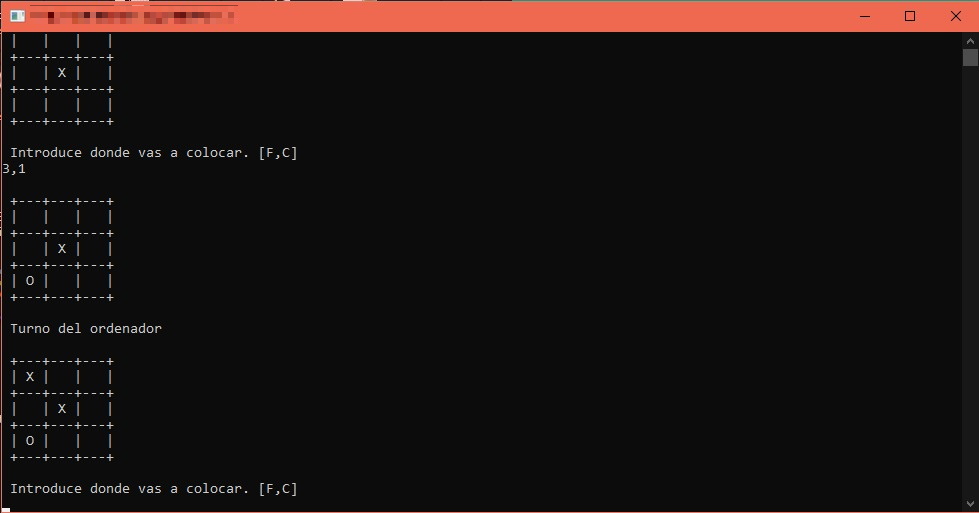 |   |   |   |
+---+---+---+
|   | X |   |
+---+---+---+
|   |   |   |
+---+---+---+
Introduce donde vas a colocar. [F,C]
3,1
+---+---+---+
|   |   |   |
+---+---+---+
|   | X |   |
+---+---+---+
| O |   |   |
+---+---+---+
Turno del ordenador
+---+---+---+
| X |   |   |
+---+---+---+
|   | X |   |
+---+---+---+
| O |   |   |
+---+---+---+
Introduce donde vas a colocar. [F,C]